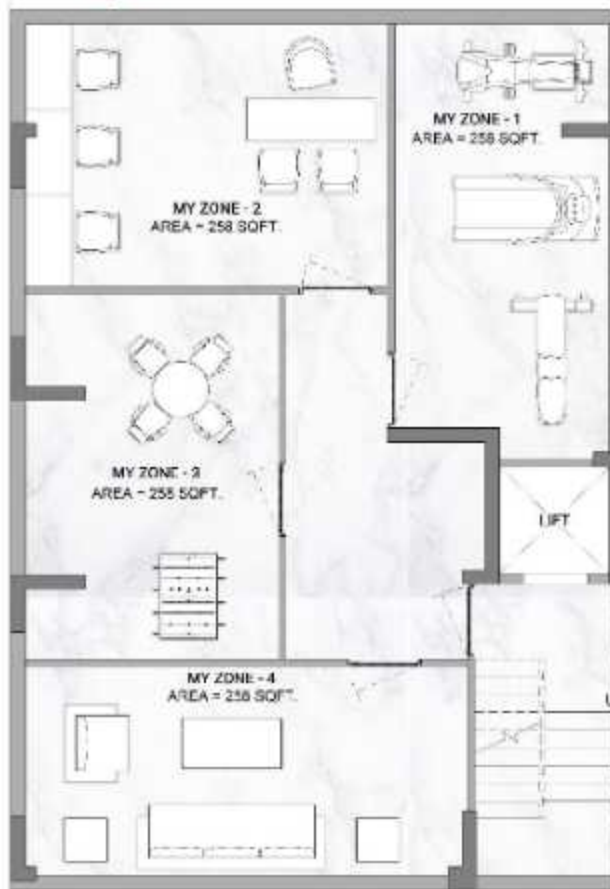 MY ZONE - 1
AREA = 258 SQFT.
MY ZONE - 2
AREA = 258 SQFT.
MY ZONE - 3
AREA = 258 SQFT.
LIFT
MY ZONE - 4
AREA = 258 SQFT.